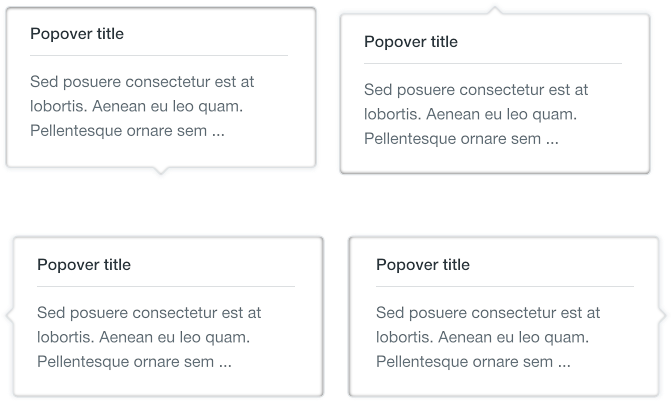 Popover title
Sed posuere consectetur est at
lobortis. Aenean eu leo quam.
Pellentesque ornare sem ...
Popover title
Sed posuere consectetur est at
lobortis. Aenean eu leo quam.
Pellentesque ornare sem ...
Popover title
Sed posuere consectetur est at
lobortis. Aenean eu leo quam.
Pellentesque ornare sem ...
Popover title
Sed posuere consectetur est at
lobortis. Aenean eu leo quam.
Pellentesque ornare sem ...